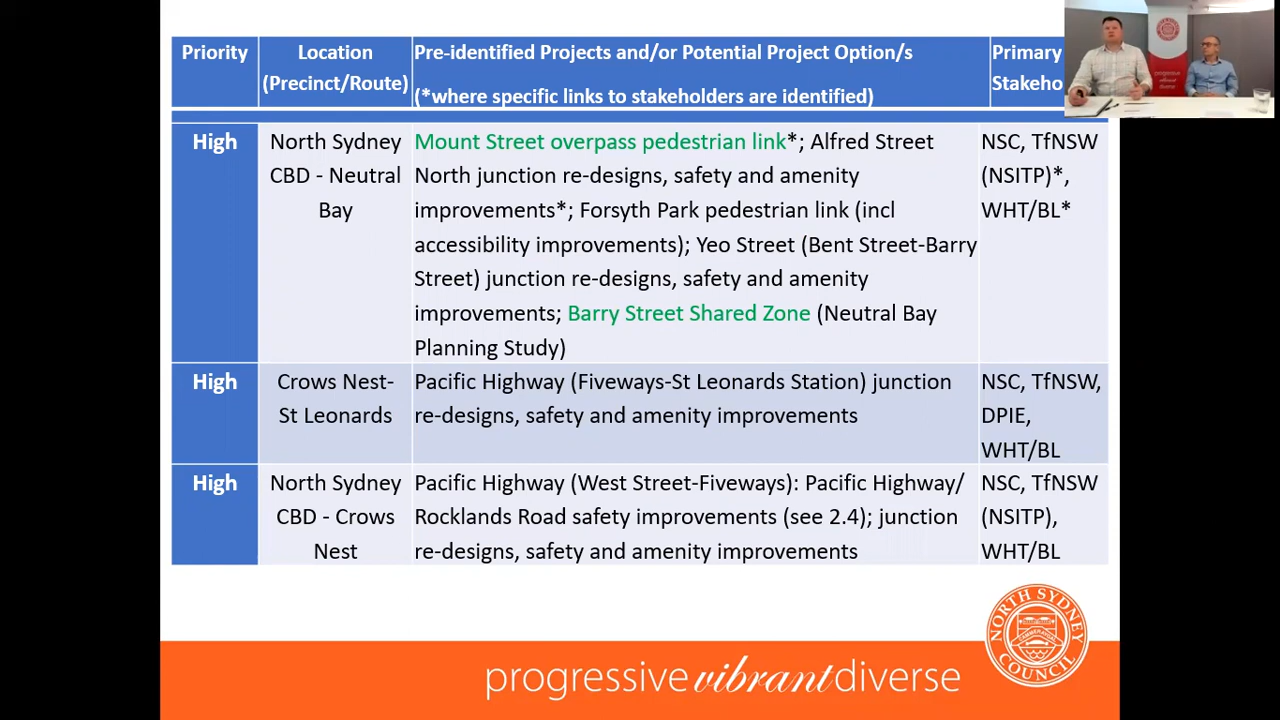 Priority
Location
(Precinct/Route)
Pre-identified Projects and/or Potential Project Option/s
(*where specific links to stakeholders are identified)
Primary
Stakeho
High
North Sydney
CBD - Neutral
Bay
Mount Street overpass pedestrian link*; Alfred Street
North junction re-designs, safety and amenity
improvements*; Forsyth Park pedestrian link (incl
accessibility improvements); Yeo Street (Bent Street-Barry
Street) junction re-designs, safety and amenity
improvements; Barry Street Shared Zone (Neutral Bay
Planning Study)
NSC, TfNSW
(NSITP)*,
WHT/BL*
High
Crows Nest-
St Leonards
Pacific Highway (Fiveways-St Leonards Station) junction
re-designs, safety and amenity improvements
NSC, TfNSW,
DPIE,
WHT/BL
High
North Sydney
CBD - Crows
Nest
Pacific Highway (West Street-Fiveways): Pacific Highway/
Rocklands Road safety improvements (see 2.4); junction
re-designs, safety and amenity improvements
NSC, TfNSW
(NSITP),
WHT/BL
NORTH SYDNEY
COUNCIL
progressive vibrant diverse